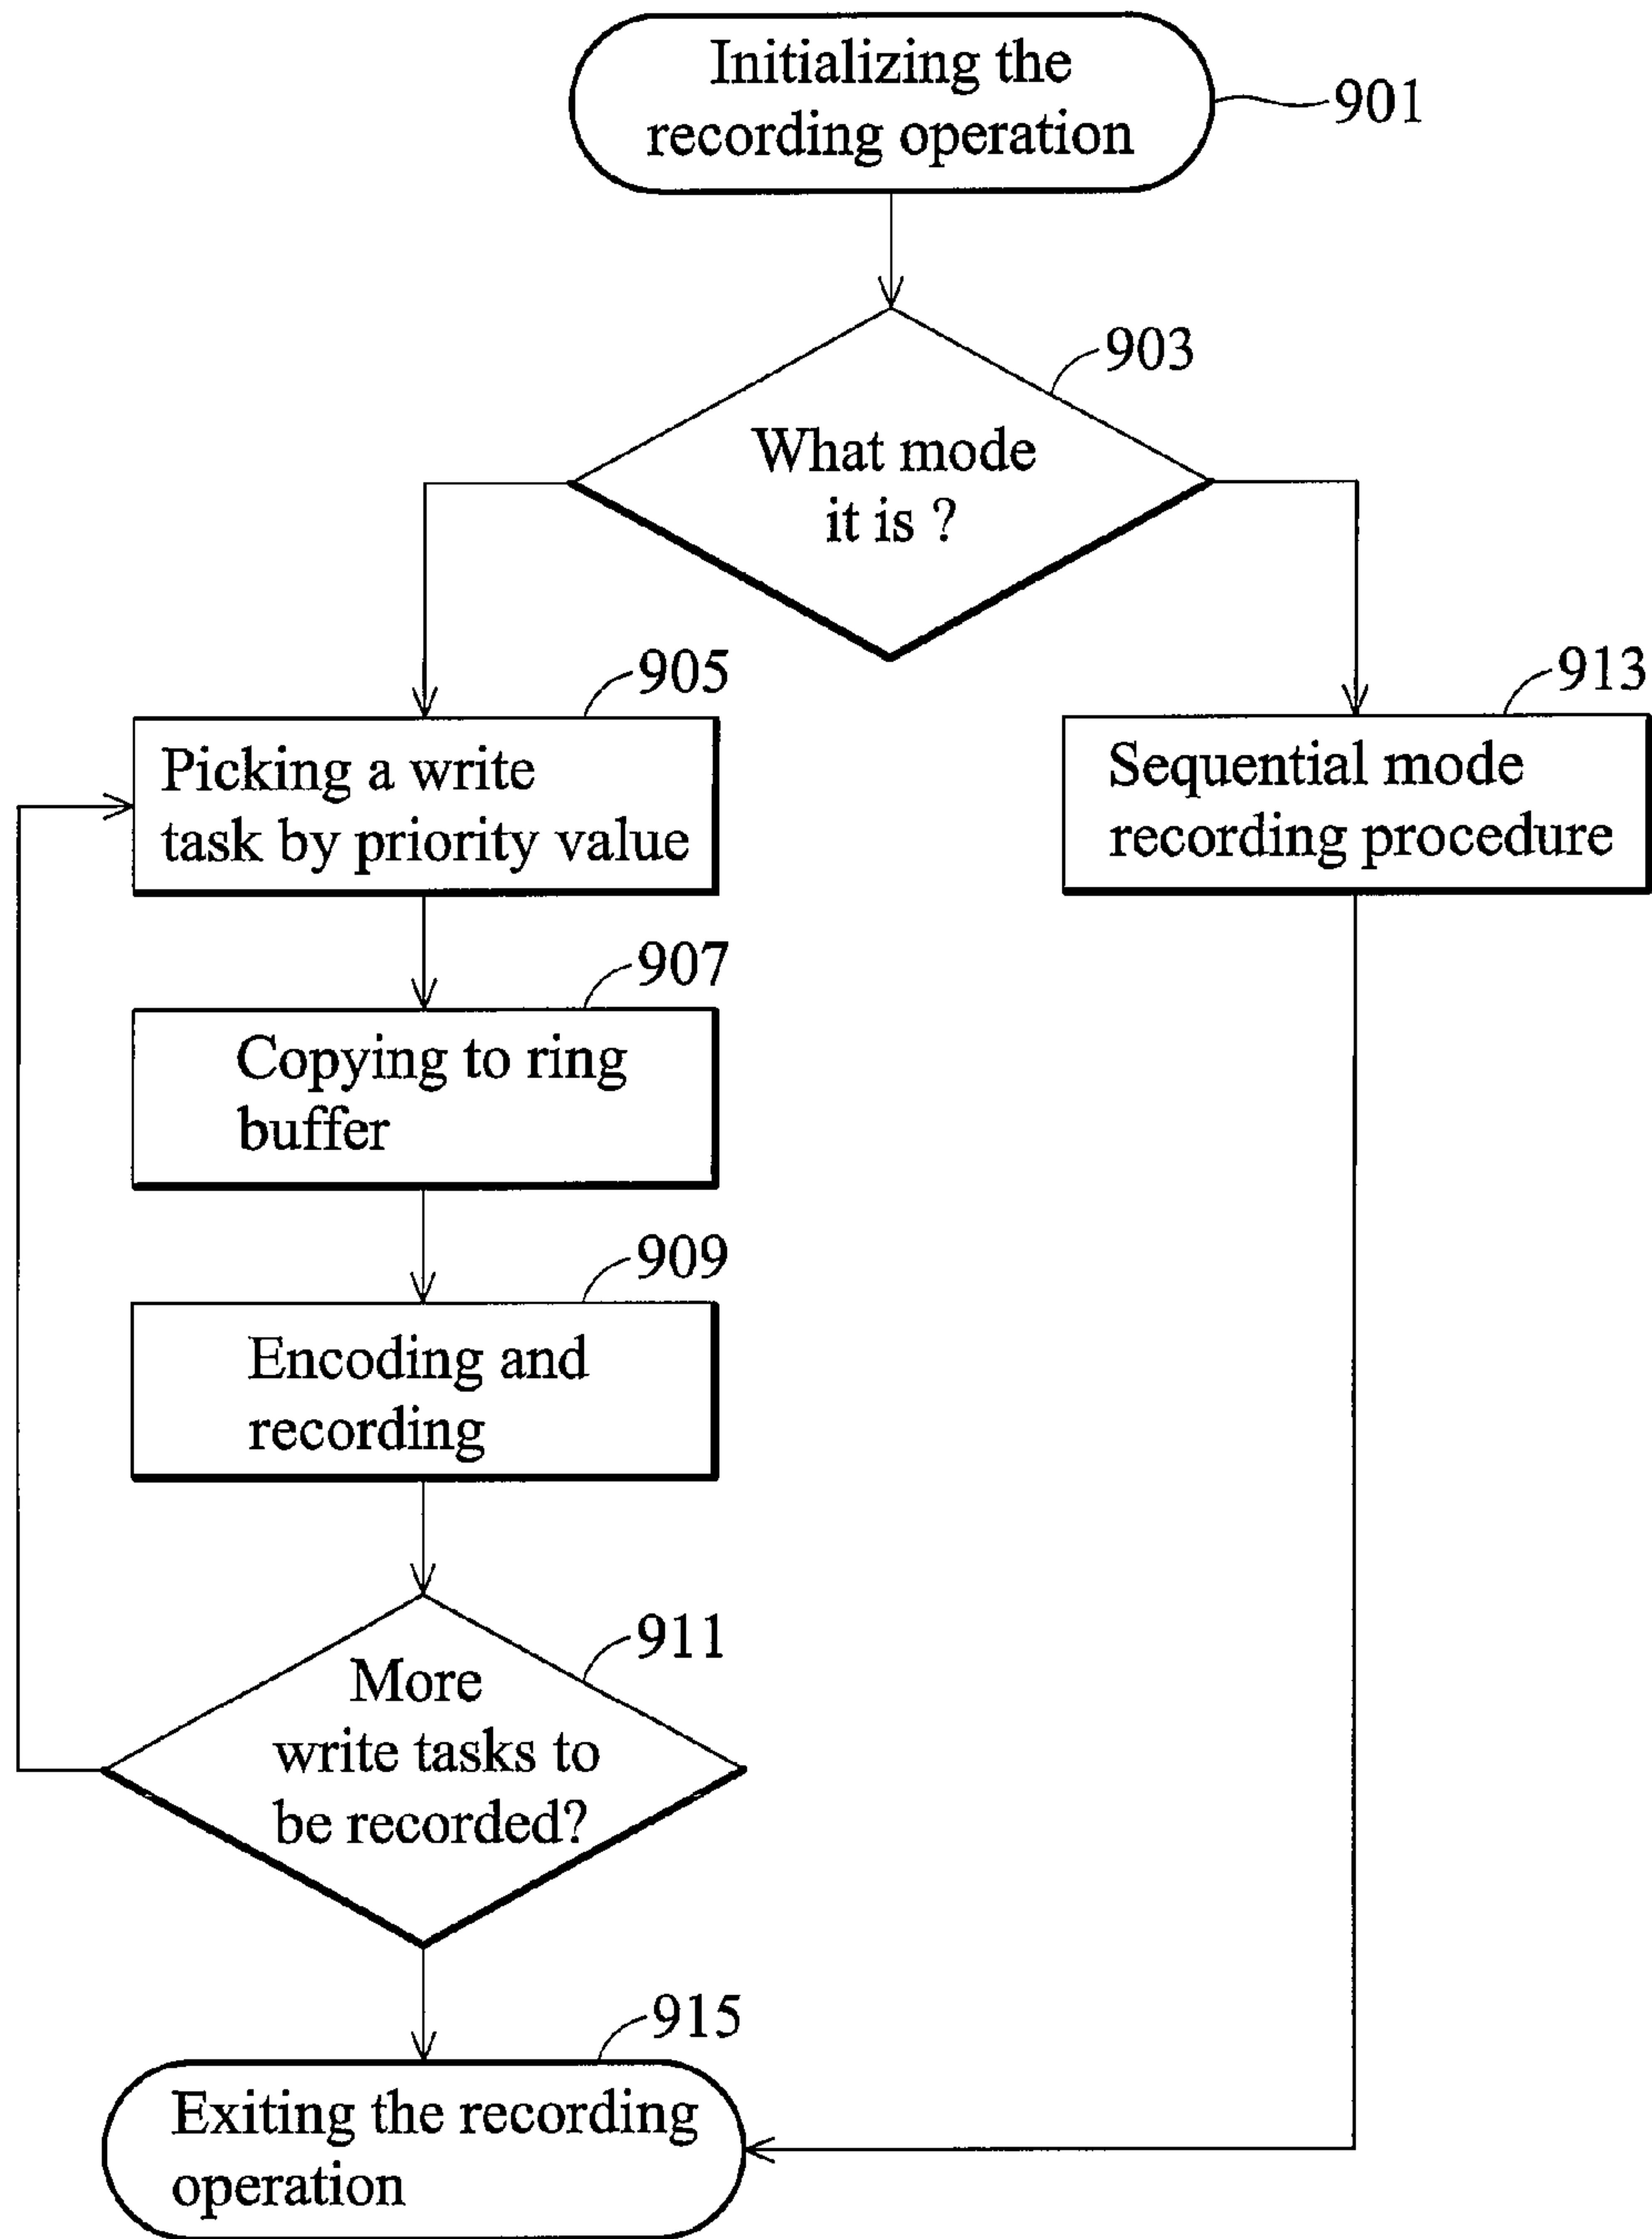 Initializing the
recording operation
901
903
What mode
it is ?
905
913
Picking a write
task by priority value
Sequential mode
recording procedure
907
Copying to ring
buffer
909
Encoding and
recording
911
More
write tasks to
be recorded?
915
Exiting the recording
operation